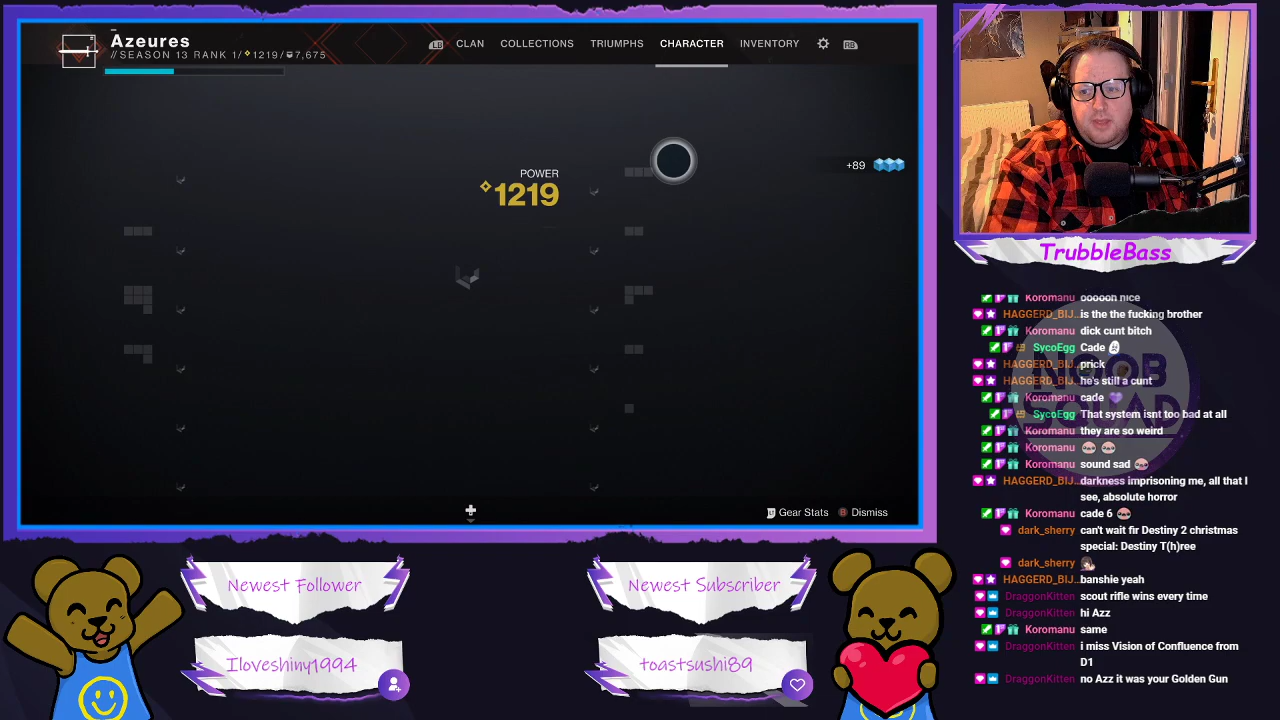 Azeures
// SEASON 13 RANK 1/ 1219/ 7,675
LB CLAN COLLECTIONS TRIUMPHS CHARACTER INVENTORY RB
POWER
1219
+89
Gear Stats B Dismiss
TrubbleBass
NOOB
SQUAD
Koromanu oooooh nice
HAGGERD_BIJ... is the the fucking brother
Koromanu dick cunt bitch
SycoEgg Cade
HAGGERD_BIJ... prick
HAGGERD_BIJ... he's still a cunt
Koromanu cade
SycoEgg That system isnt too bad at all
Koromanu they are so weird
Koromanu
Koromanu sound sad
HAGGERD_BIJ... darkness imprisoning me, all that I
see, absolute horror
Koromanu cade 6
dark_sherry can't wait fir Destiny 2 christmas
special: Destiny T(h)ree
dark_sherry
HAGGERD_BIJ... banshie yeah
DraggonKitten scout rifle wins every time
DraggonKitten hi Azz
Koromanu same
DraggonKitten i miss Vision of Confluence from
D1
DraggonKitten no Azz it was your Golden Gun
Newest Follower
Iloveshiny1994
Newest Subscriber
toastsushi89